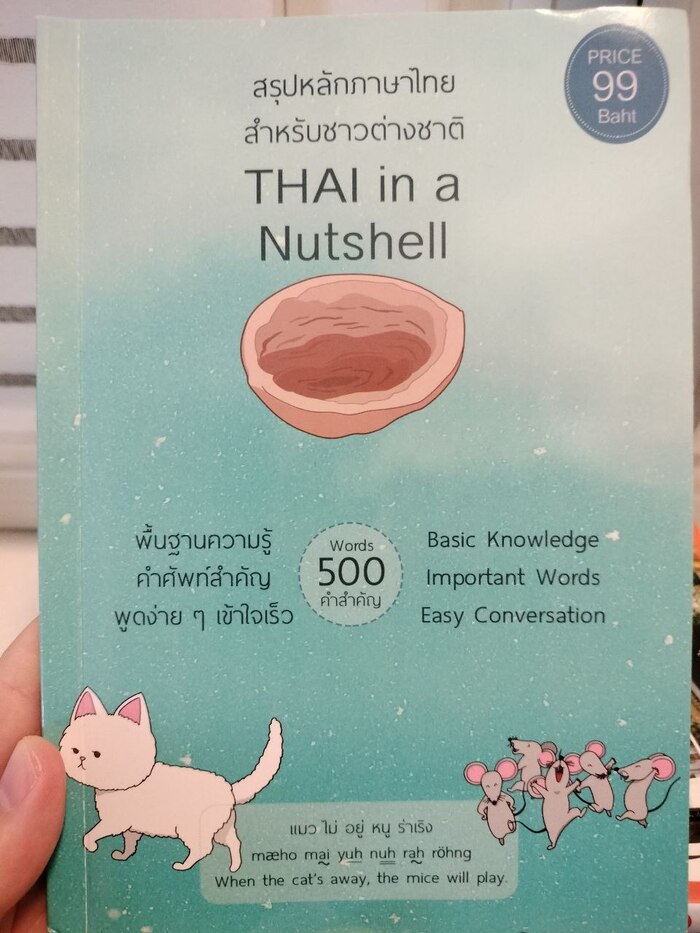 สรุปหลักภาษาไทย
สำหรับชาวต่างชาติ
THAI in a
Nutshell
PRICE
99
Baht
พื้นฐานความรู้
คำศัพท์สำคัญ
พูดง่าย ๆ เข้าใจเร็ว
Words
500
คำสำคัญ
Basic Knowledge
Important Words
Easy Conversation
แมว ไม่ อยู่ หนู ร่าเริง
mæho mai yuh nuh rah röhng
When the cat's away, the mice will play.